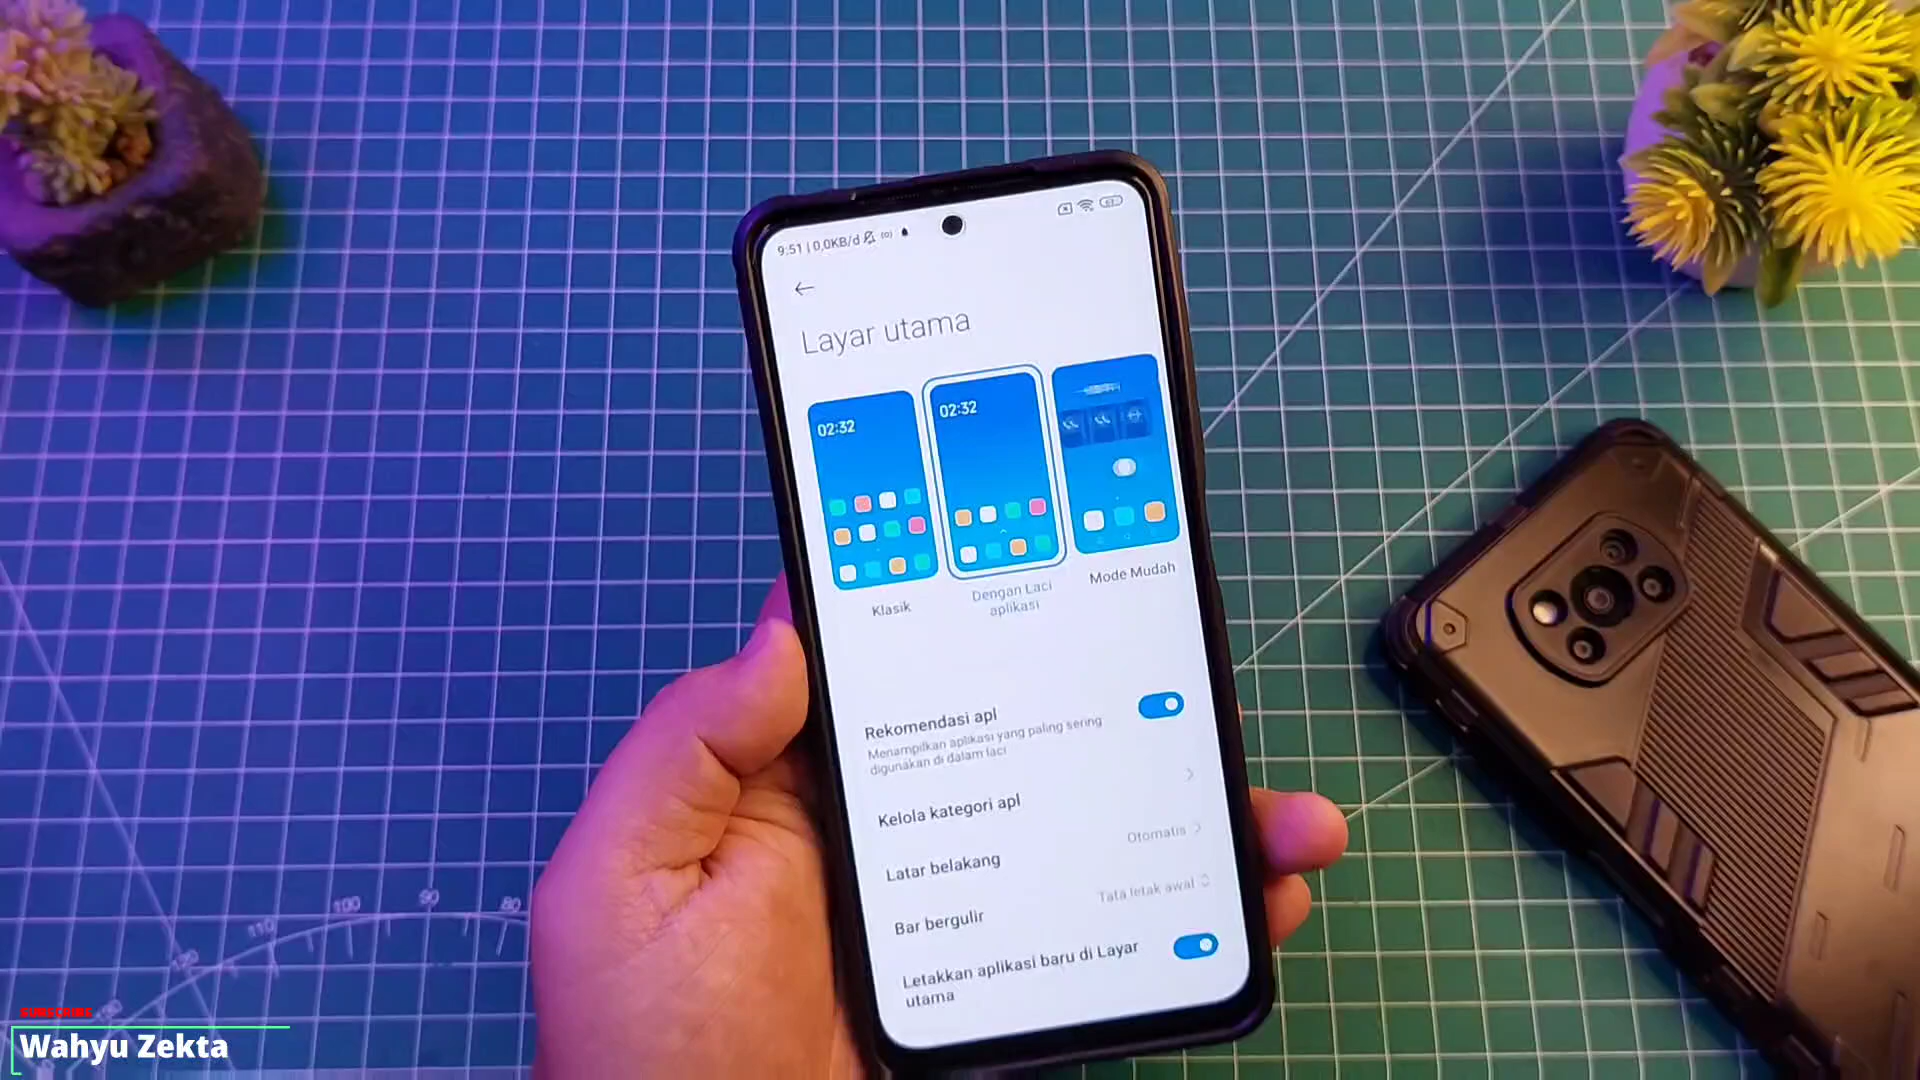 9:51 | 0,0KB/d
Layar utama
02:32
02:32
Klasik
Dengan Laci
aplikasi
Mode Mudah
Rekomendasi apl
Menampilkan aplikasi yang paling sering
digunakan di dalam laci
Kelola kategori apl
Latar belakang
Otomatis
Bar bergulir
Tata letak awal
Letakkan aplikasi baru di Layar
utama
100
90
80
110
120
SUBSCRIBE
Wahyu Zekta